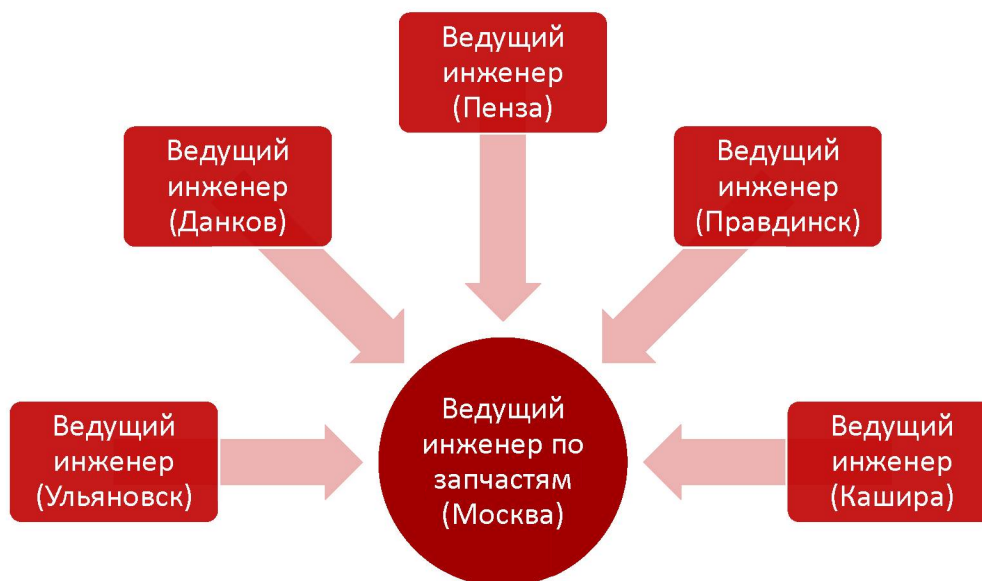 Ведущий
инженер
(Пенза)
Ведущий
инженер
(Данков)
Ведущий
инженер
(Правдинск)
Ведущий
инженер
(Ульяновск)
Ведущий
инженер по
запчастям
(Москва)
Ведущий
инженер
(Кашира)